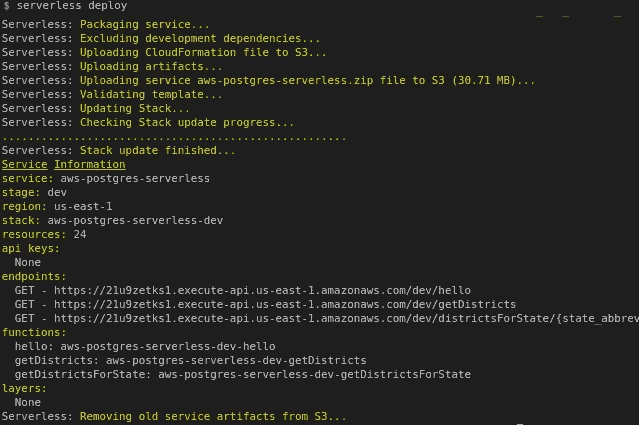 $ serverless deploy
Serverless: Packaging service...
Serverless: Excluding development dependencies...
Serverless: Uploading CloudFormation file to S3...
Serverless: Uploading artifacts...
Serverless: Uploading service aws-postgres-serverless.zip file to S3 (30.71 MB)...
Serverless: Validating template...
Serverless: Updating Stack...
Serverless: Checking Stack update progress...
.....................................................
Serverless: Stack update finished...
Service Information
service: aws-postgres-serverless
stage: dev
region: us-east-1
stack: aws-postgres-serverless-dev
resources: 24
api keys:
  None
endpoints:
  GET - https://21u9zetks1.execute-api.us-east-1.amazonaws.com/dev/hello
  GET - https://21u9zetks1.execute-api.us-east-1.amazonaws.com/dev/getDistricts
  GET - https://21u9zetks1.execute-api.us-east-1.amazonaws.com/dev/districtsForState/{state_abbrev
functions:
  hello: aws-postgres-serverless-dev-hello
  getDistricts: aws-postgres-serverless-dev-getDistricts
  getDistrictsForState: aws-postgres-serverless-dev-getDistrictsForState
layers:
  None
Serverless: Removing old service artifacts from S3...